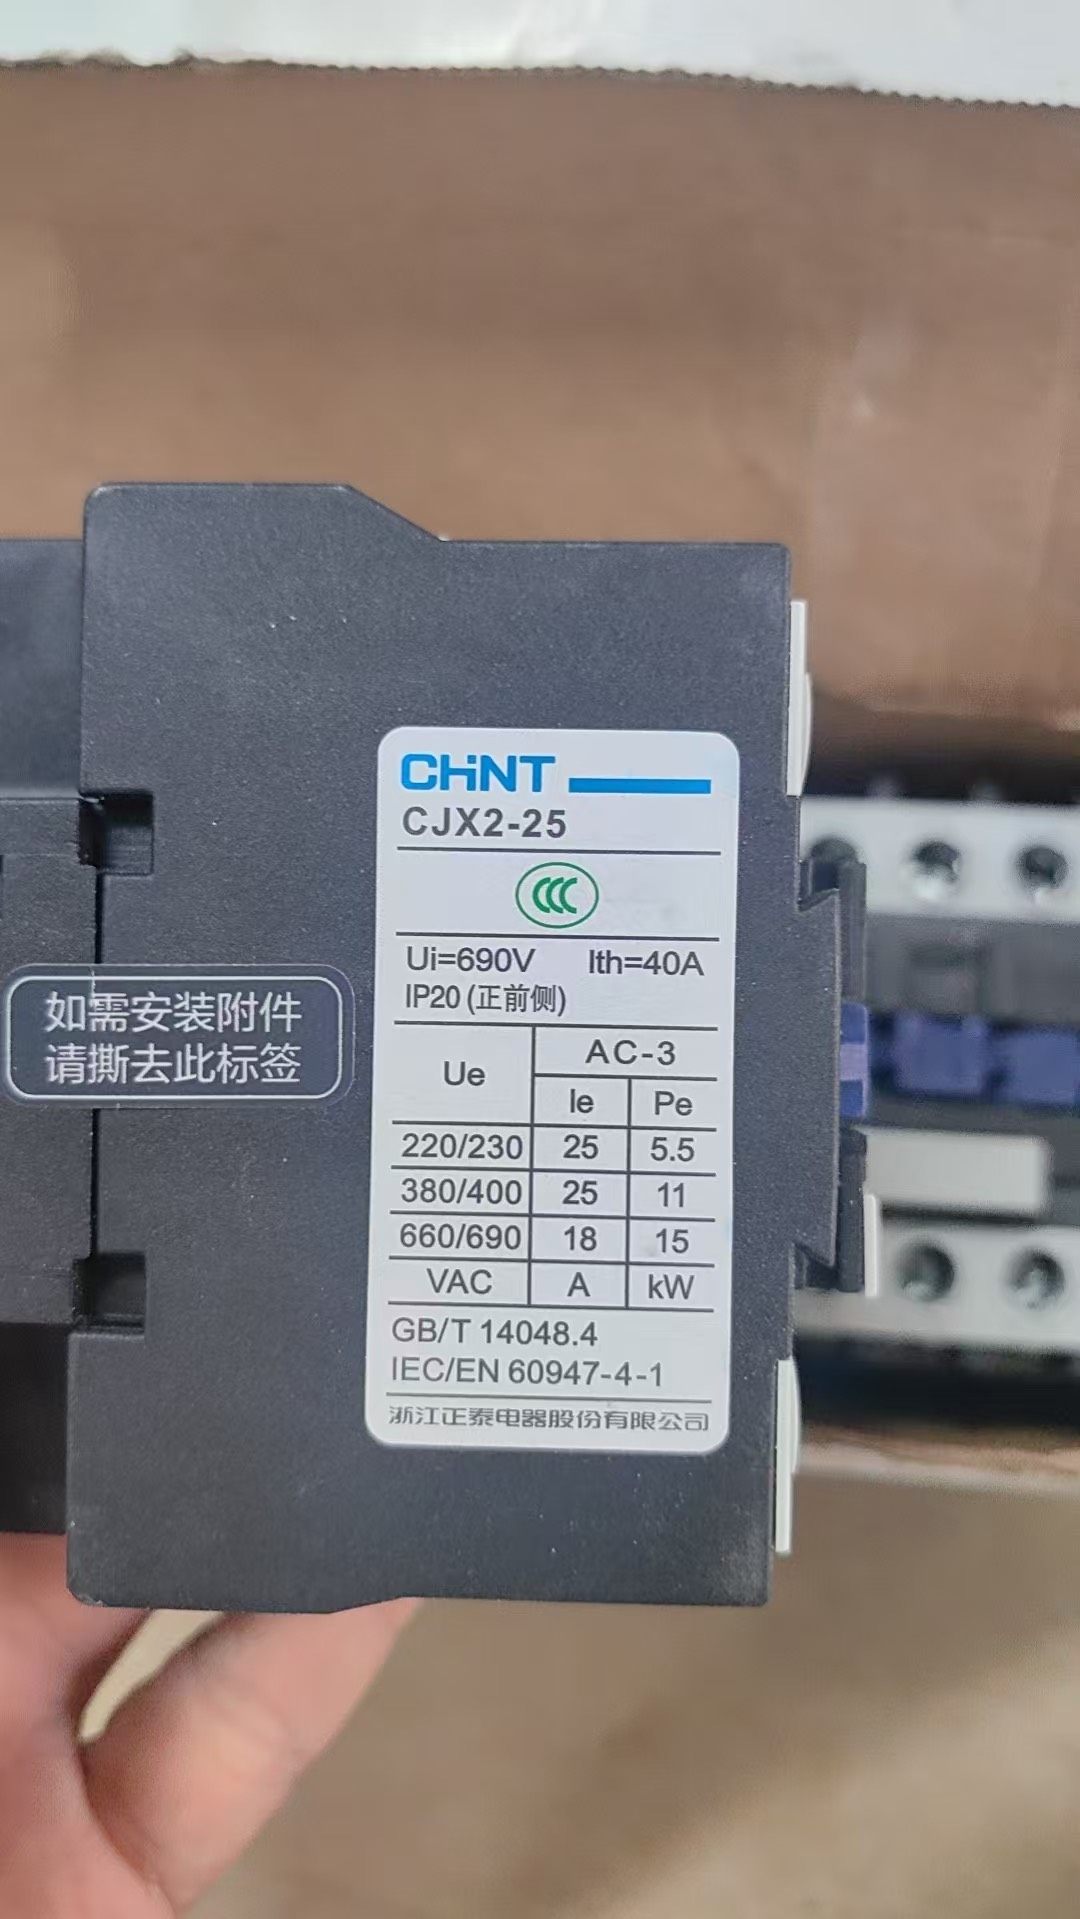 CHNT
CJX2-25
CCC
Ui=690V Ith=40A
IP20 (正前侧)
Ue AC-3
Ie Pe
220/230 25 5.5
380/400 25 11
660/690 18 15
VAC A kW
GB/T 14048.4
IEC/EN 60947-4-1
浙江正泰电器股份有限公司
如需安装附件
请撕去此标签